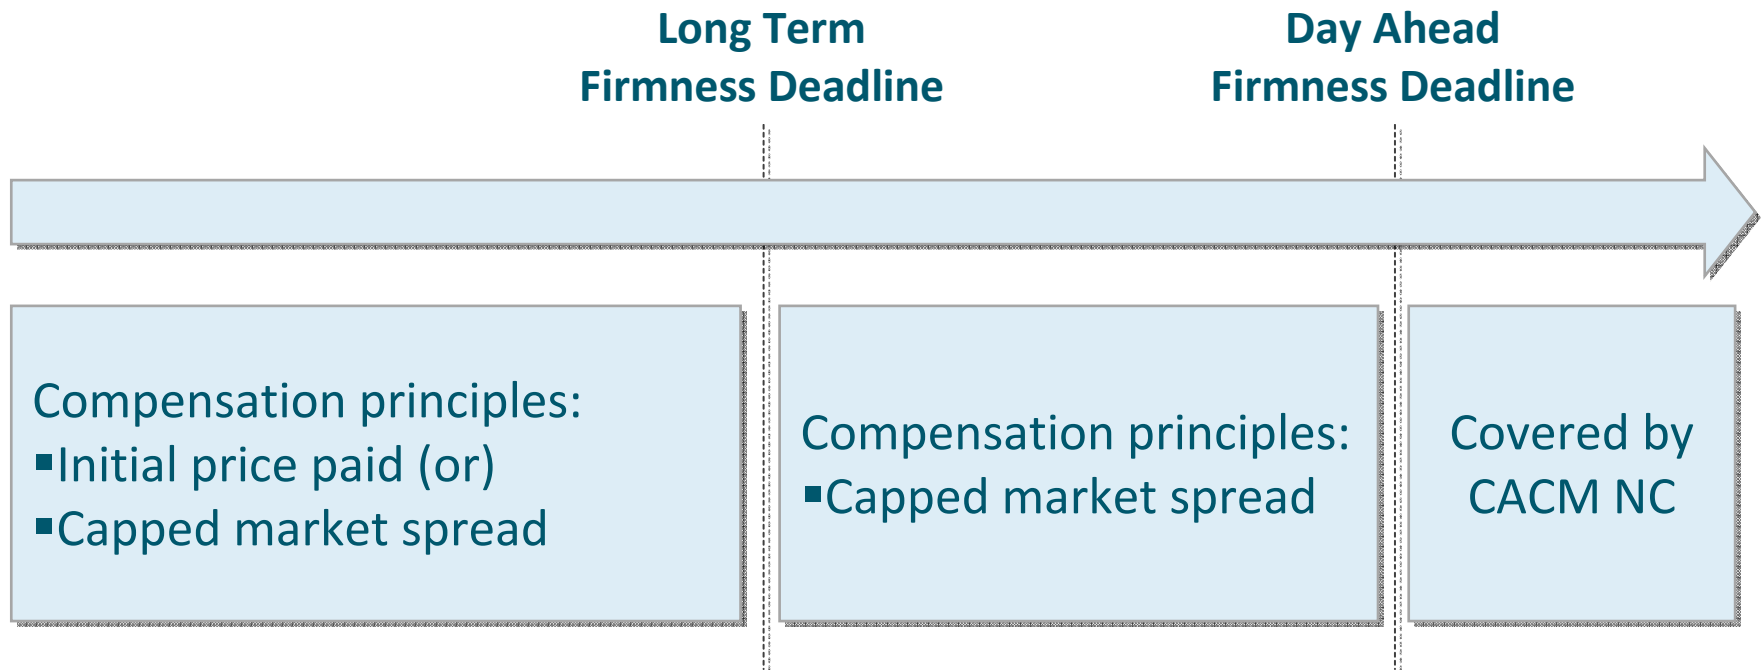 Long Term
Firmness Deadline
Day Ahead
Firmness Deadline
Compensation principles:
▪Initial price paid (or)
▪Capped market spread
Compensation principles:
▪Capped market spread
Covered by
CACM NC